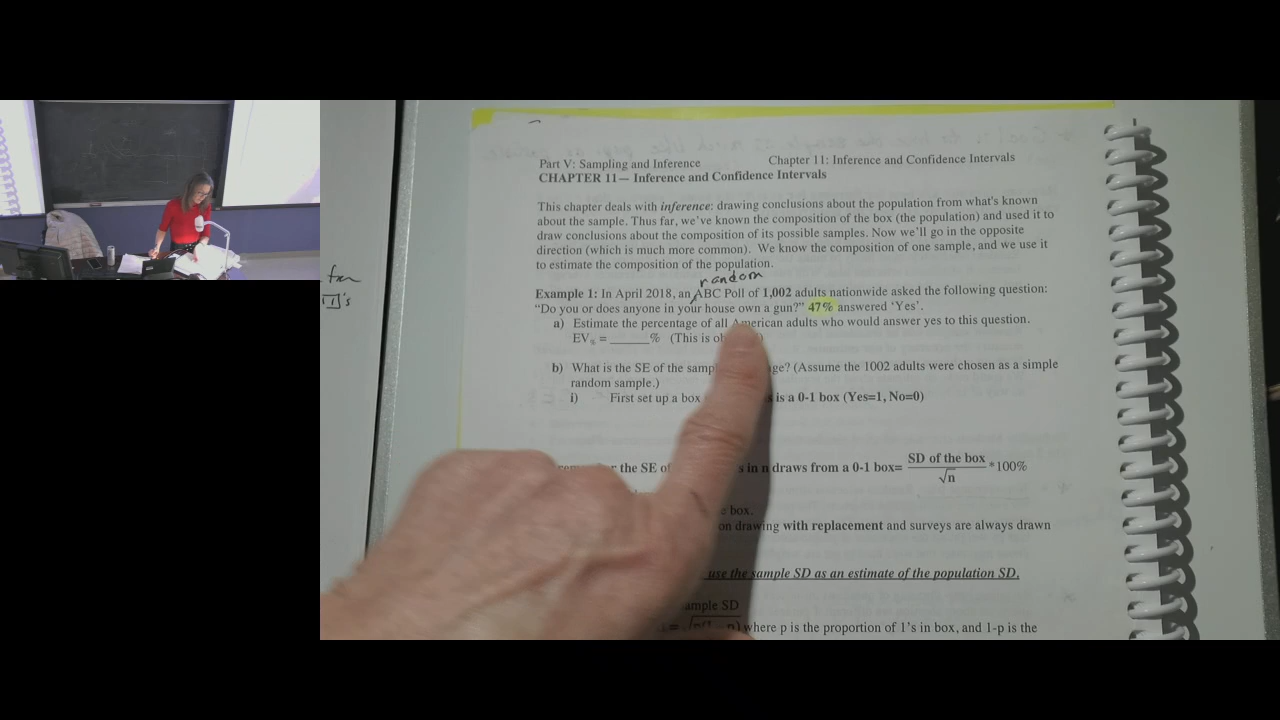 Part V: Sampling and Inference Chapter 11: Inference and Confidence Intervals
CHAPTER 11— Inference and Confidence Intervals
This chapter deals with inference: drawing conclusions about the population from what's known
about the sample. Thus far, we've known the composition of the box (the population) and used it to
draw conclusions about the composition of its possible samples. Now we'll go in the opposite
direction (which is much more common). We know the composition of one sample, and we use it
to estimate the composition of the population.
random
Example 1: In April 2018, an ABC Poll of 1,002 adults nationwide asked the following question:
"Do you or does anyone in your house own a gun?" 47% answered 'Yes'.
a) Estimate the percentage of all American adults who would answer yes to this question.
EV% = ______% (This is ob
b) What is the SE of the sample ge? (Assume the 1002 adults were chosen as a simple
random sample.)
i) First set up a box is a 0-1 box (Yes=1, No=0)
the SE of 's in n draws from a 0-1 box= SD of the box / √n *100%
box.
on drawing with replacement and surveys are always drawn
use the sample SD as an estimate of the population SD.
ample SD
where p is the proportion of 1's in box, and 1-p is the